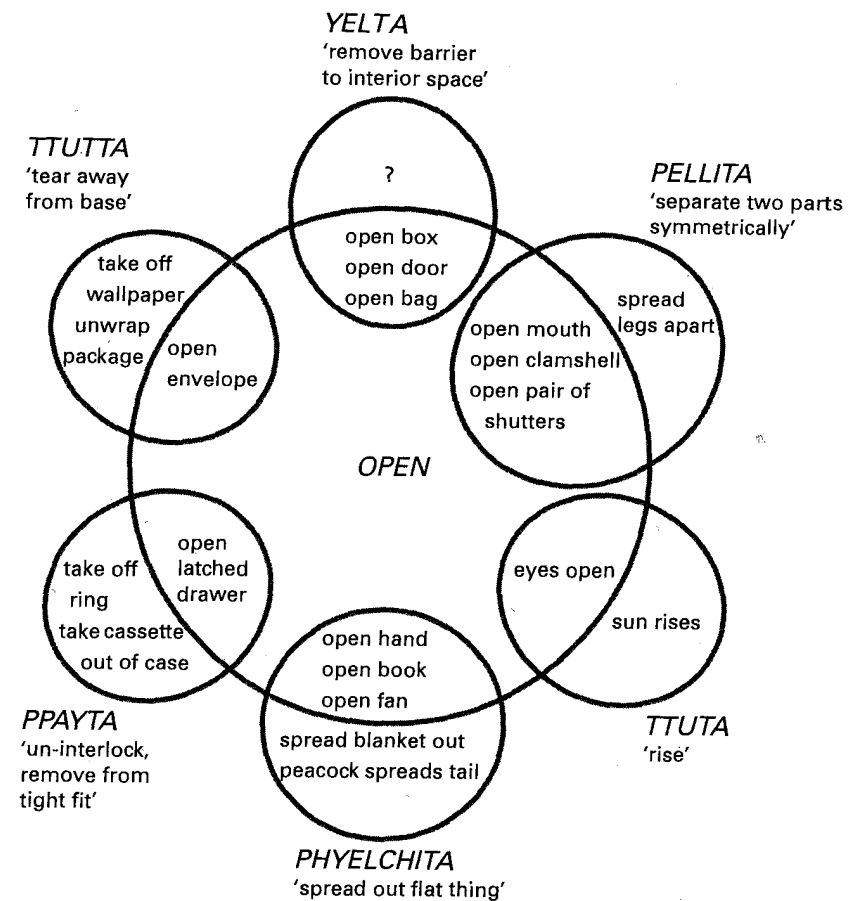 YELTA
‘remove barrier
to interior space’
?
open box
open door
open bag
TTUTTA
‘tear away
from base’
take off
wallpaper
unwrap
package
open
envelope
PELLITA
‘separate two parts
symmetrically’
spread
legs apart
open mouth
open clamshell
open pair of
shutters
OPEN
open
latched
drawer
take off
ring
take cassette
out of case
PPAYTA
‘un-interlock,
remove from
tight fit’
eyes open
sun rises
TTUTA
‘rise’
open hand
open book
open fan
spread blanket out
peacock spreads tail
PHYELCHITA
‘spread out flat thing’